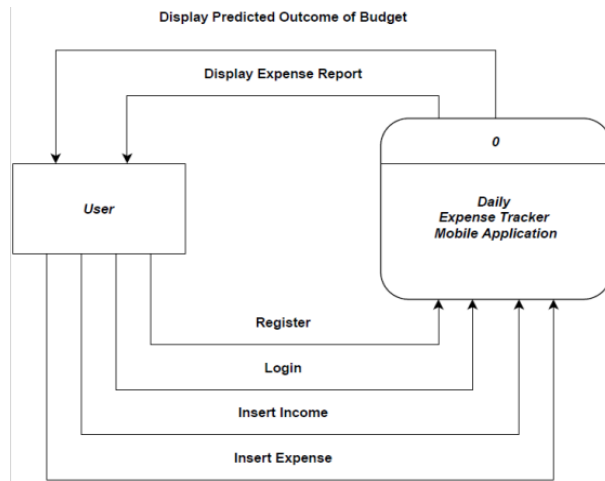 Display Predicted Outcome of Budget
Display Expense Report
0
User
Daily
Expense Tracker
Mobile Application
Register
Login
Insert Income
Insert Expense